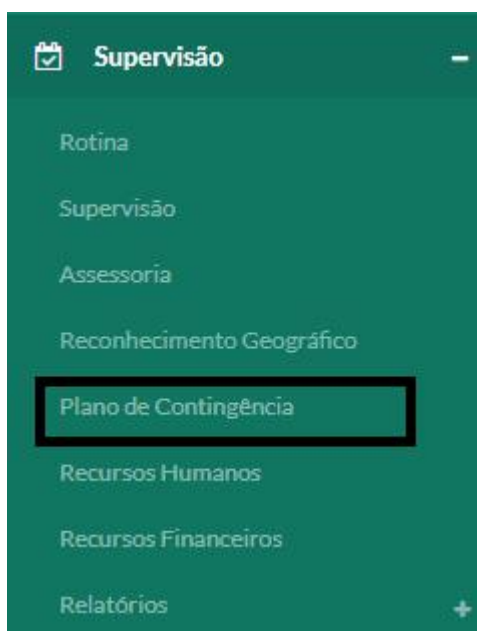 Supervisão
Rotina
Supervisão
Assessoria
Reconhecimento Geográfico
Plano de Contingência
Recursos Humanos
Recursos Financeiros
Relatórios